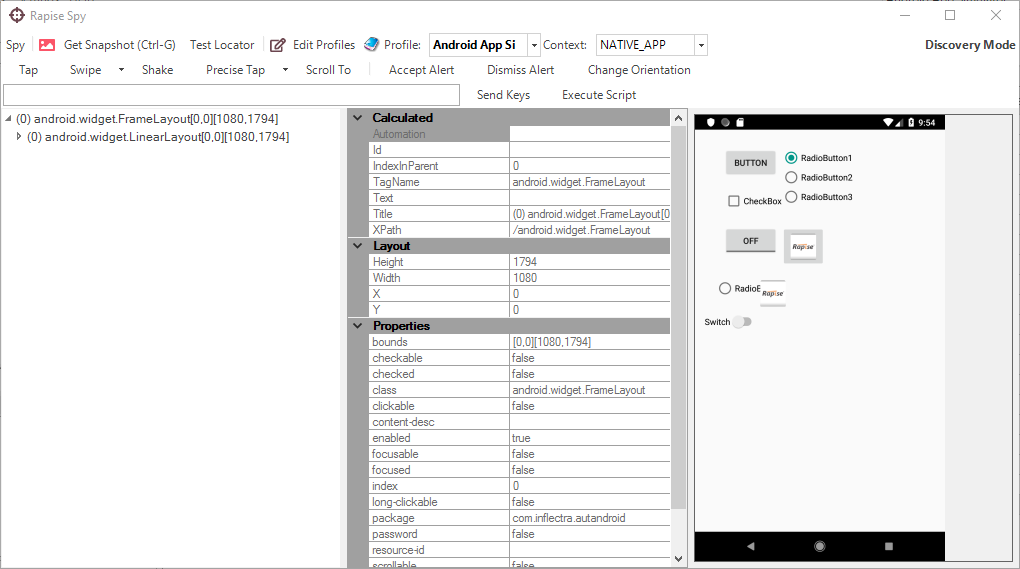 Rapise Spy
Spy Get Snapshot (Ctrl-G) Test Locator Edit Profiles Profile: Android App Si Context: NATIVE_APP Discovery Mode
Tap Swipe Shake Precise Tap Scroll To Accept Alert Dismiss Alert Change Orientation
Send Keys Execute Script
(0) android.widget.FrameLayout[0,0][1080,1794]
(0) android.widget.LinearLayout[0,0][1080,1794]
Calculated
Automation
Id
IndexInParent 0
TagName android.widget.FrameLayout
Text
Title (0) android.widget.FrameLayout[0
XPath /android.widget.FrameLayout
Layout
Height 1794
Width 1080
X 0
Y 0
Properties
bounds [0,0][1080,1794]
checkable false
checked false
class android.widget.FrameLayout
clickable false
content-desc
enabled true
focusable false
focused false
index 0
long-clickable false
package com.inflectra.autandroid
password false
resource-id
scrollable false
9:54
BUTTON RadioButton1
RadioButton2
CheckBox RadioButton3
OFF Rapise
RadioB Rapise
Switch